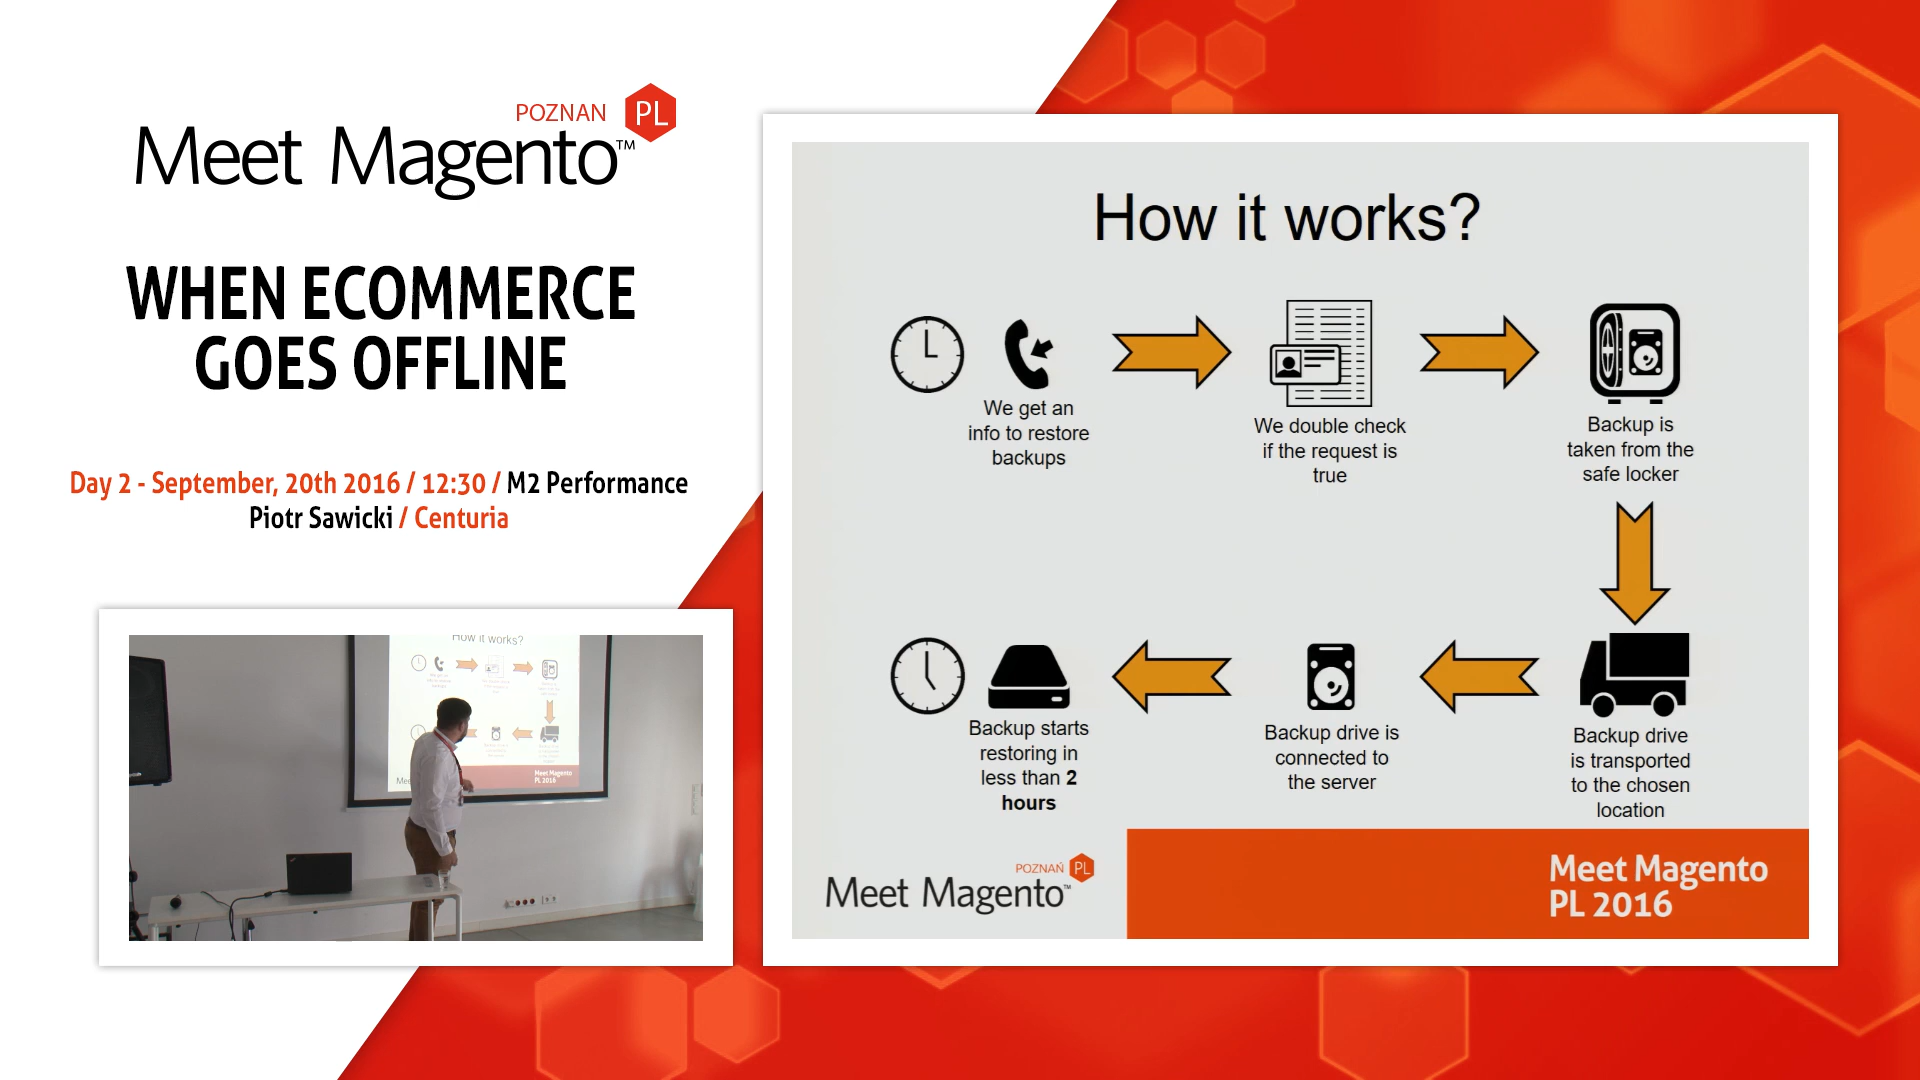 POZNAN PL
Meet Magento™
WHEN ECOMMERCE
GOES OFFLINE
Day 2 - September, 20th 2016 / 12:30 / M2 Performance
Piotr Sawicki / Centuria
How it works?
We get an
info to restore
backups
We double check
if the request is
true
Backup is
taken from the
safe locker
Backup drive
is transported
to the chosen
location
Backup drive is
connected to
the server
Backup starts
restoring in
less than 2
hours
POZNAŃ PL
Meet Magento™
Meet Magento
PL 2016
How it works?
Meet Magento
PL 2016